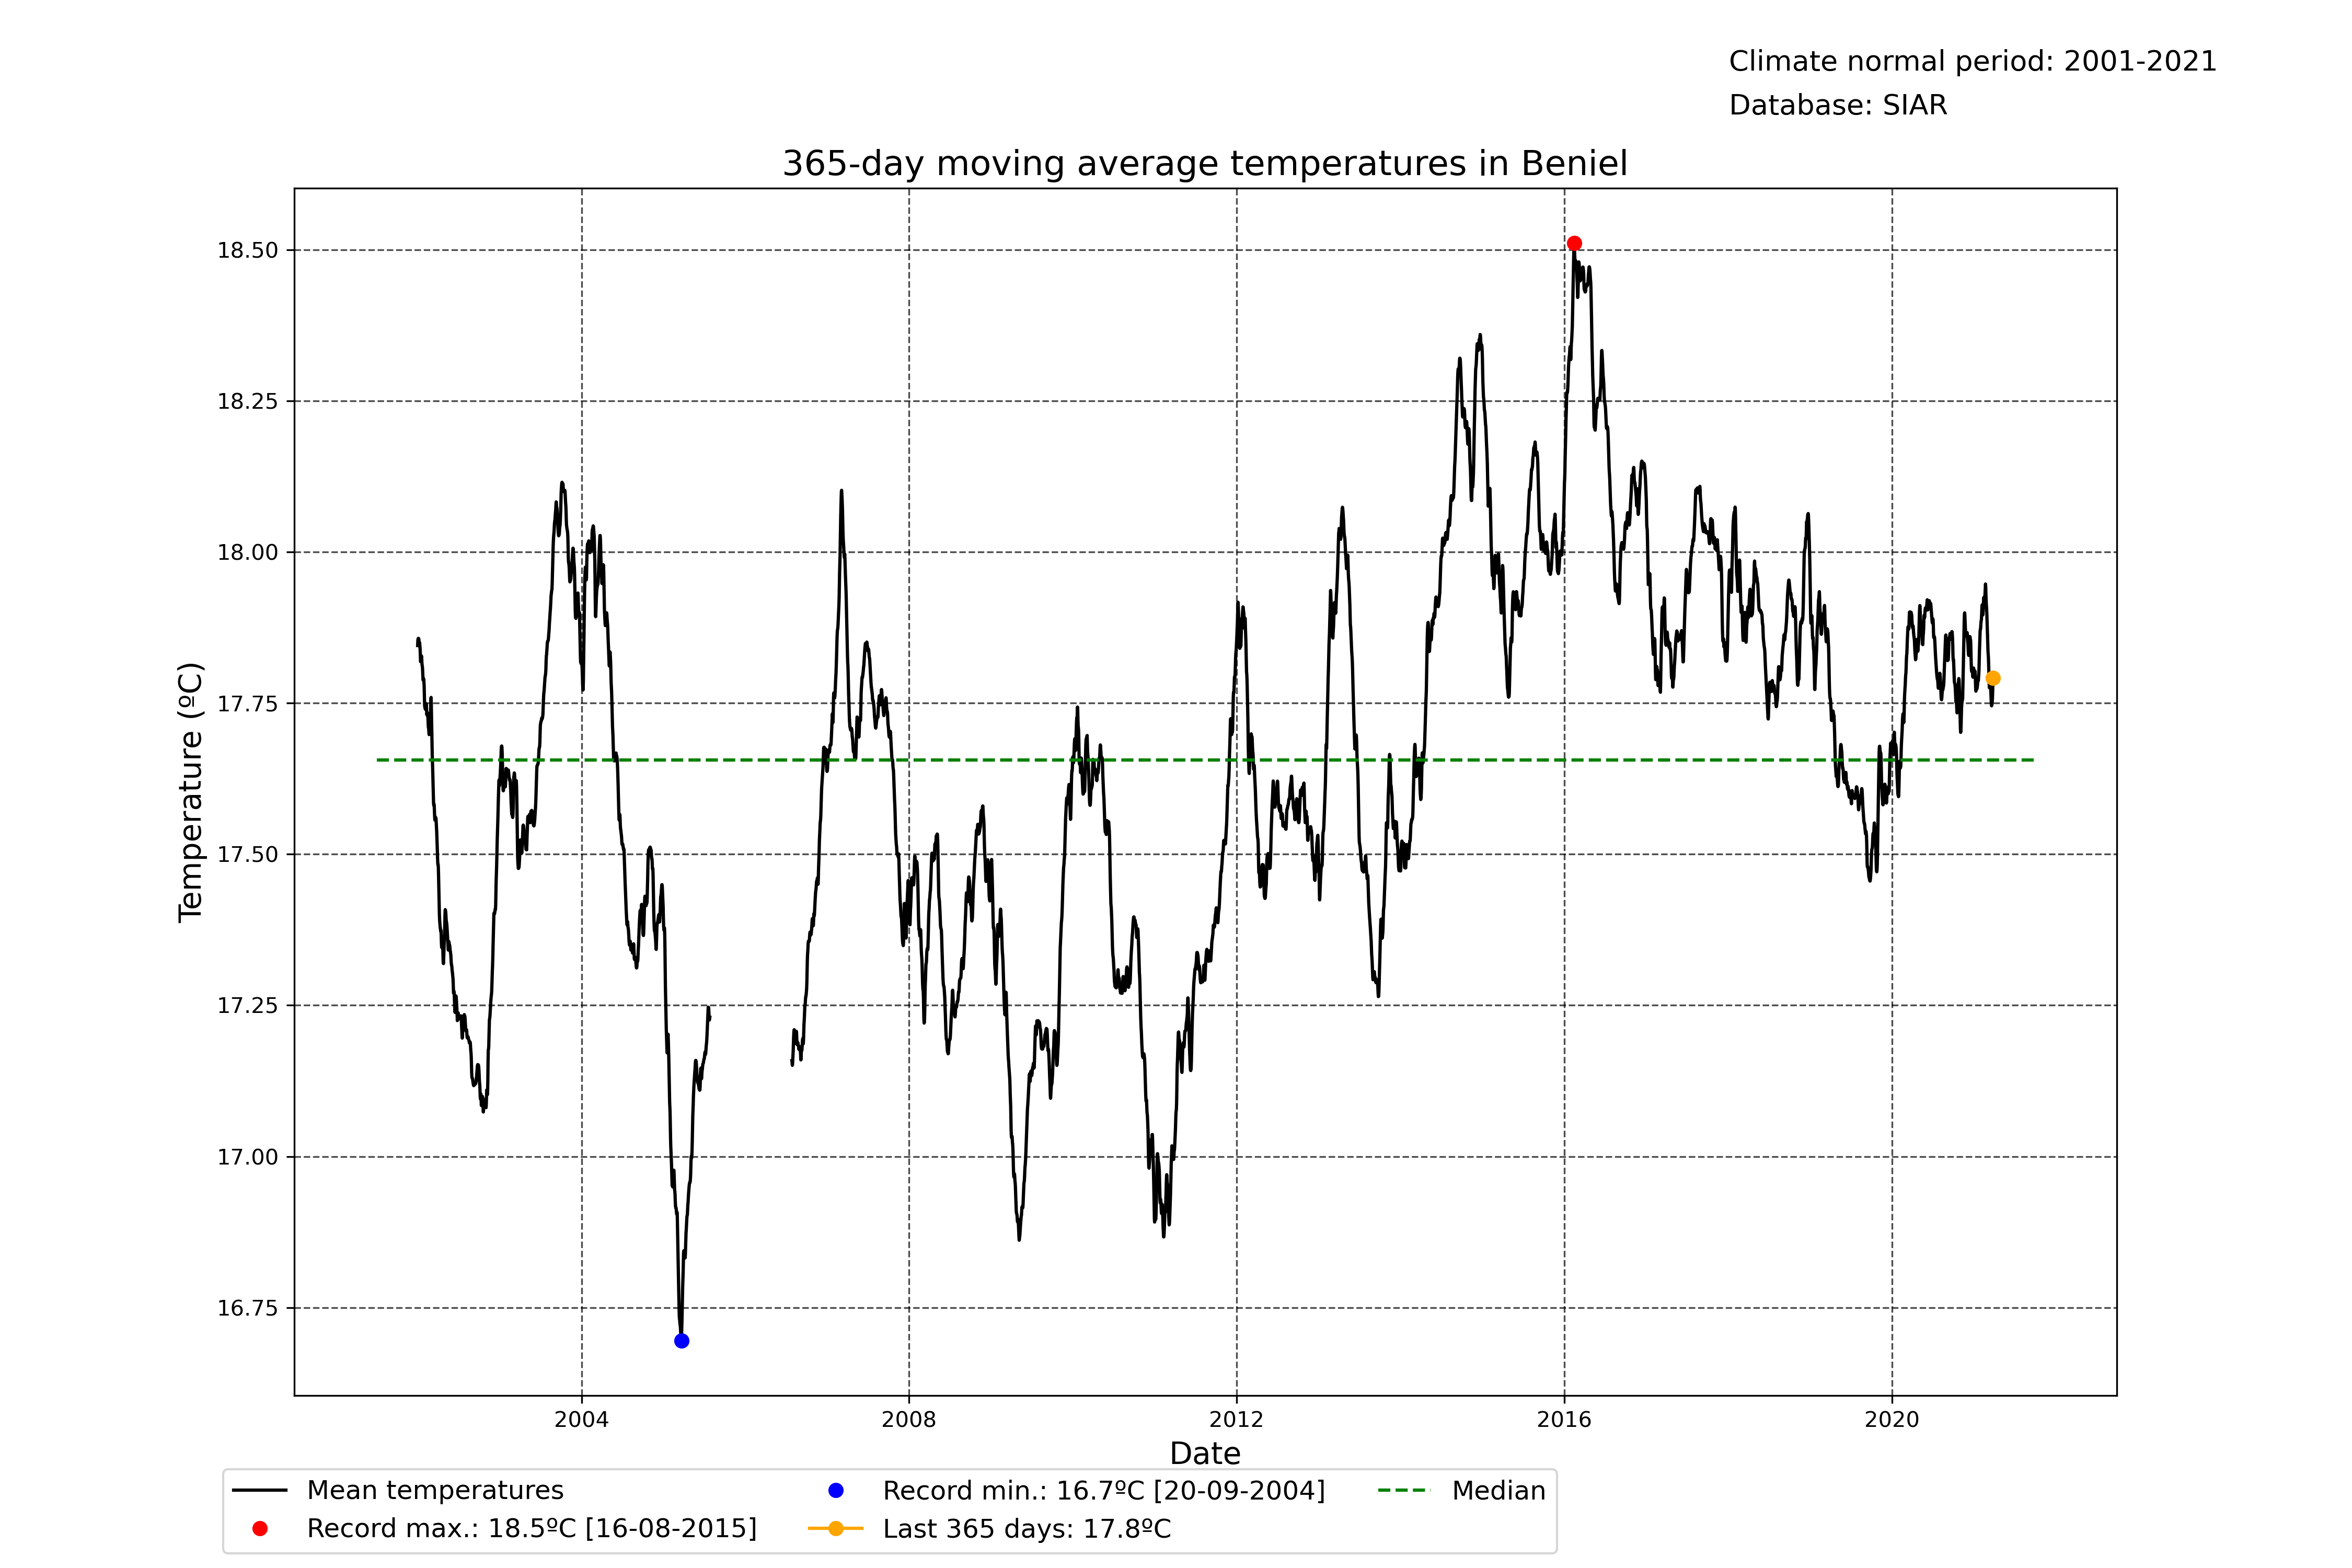 Climate normal period: 2001-2021
Database: SIAR
365-day moving average temperatures in Beniel
18.50
18.25
18.00
17.75
17.50
17.25
17.00
16.75
Temperature (ºC)
2004 2008 2012 2016 2020
Date
Mean temperatures
Record max.: 18.5ºC [16-08-2015]
Record min.: 16.7ºC [20-09-2004]
Last 365 days: 17.8ºC
Median